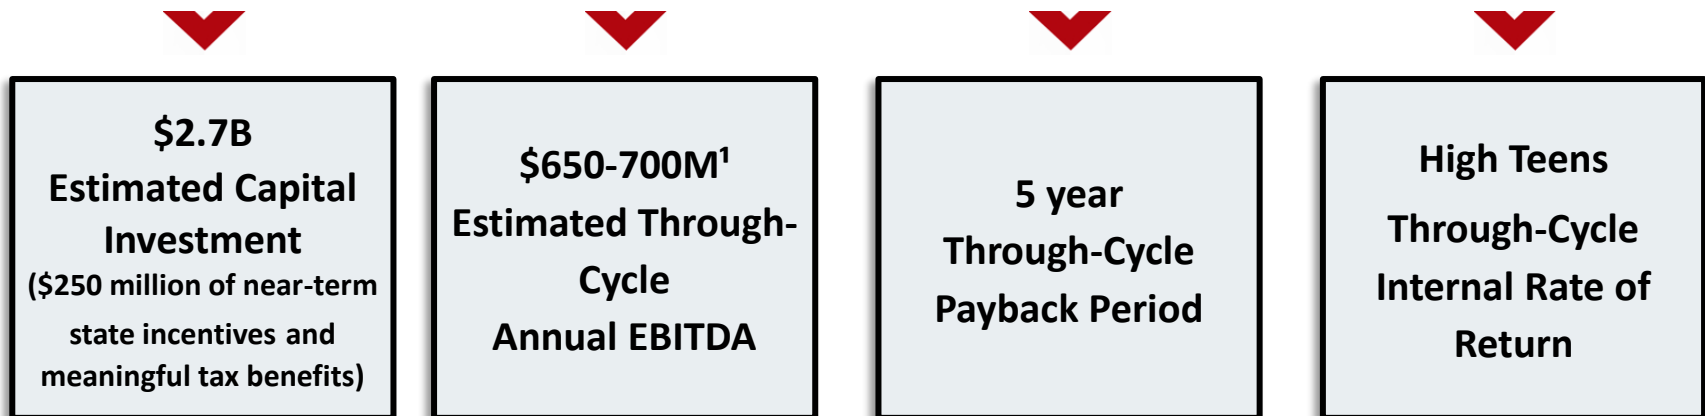 $2.7B
Estimated Capital
Investment
($250 million of near-term
state incentives and
meaningful tax benefits)
$650-700M¹
Estimated Through-
Cycle
Annual EBITDA
5 year
Through-Cycle
Payback Period
High Teens
Through-Cycle
Internal Rate of
Return